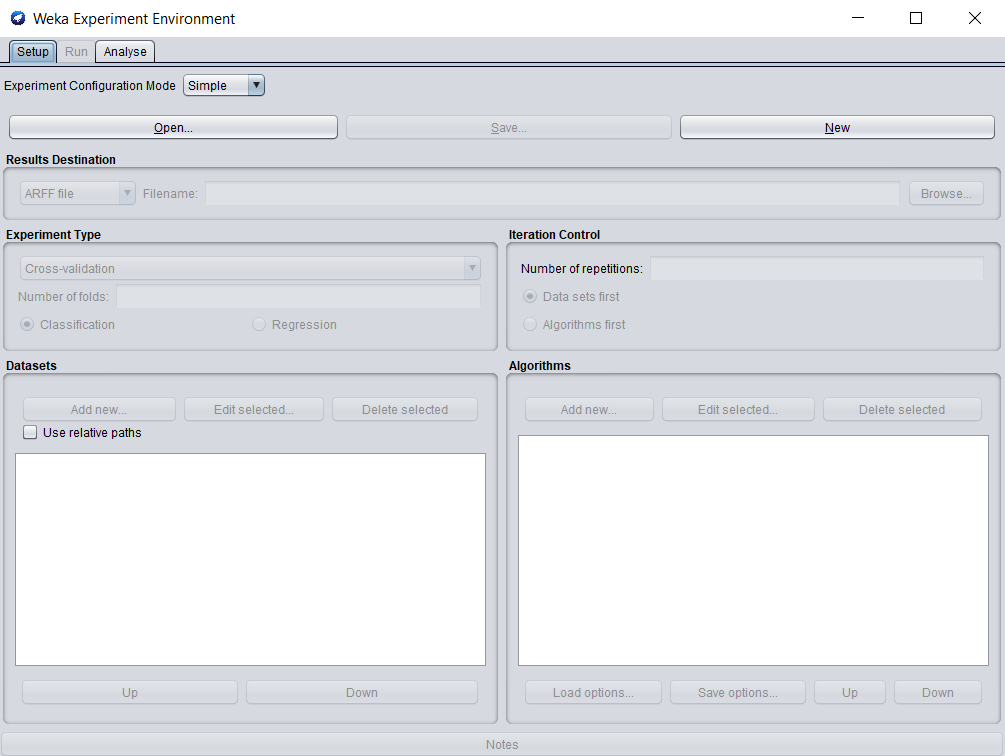 Weka Experiment Environment
Setup Run Analyse
Experiment Configuration Mode Simple
Open... Save... New
Results Destination
ARFF file Filename: Browse...
Experiment Type
Cross-validation
Number of folds:
Classification Regression
Iteration Control
Number of repetitions:
Data sets first
Algorithms first
Datasets
Add new... Edit selected... Delete selected
Use relative paths
Up Down
Algorithms
Add new... Edit selected... Delete selected
Load options... Save options... Up Down
Notes